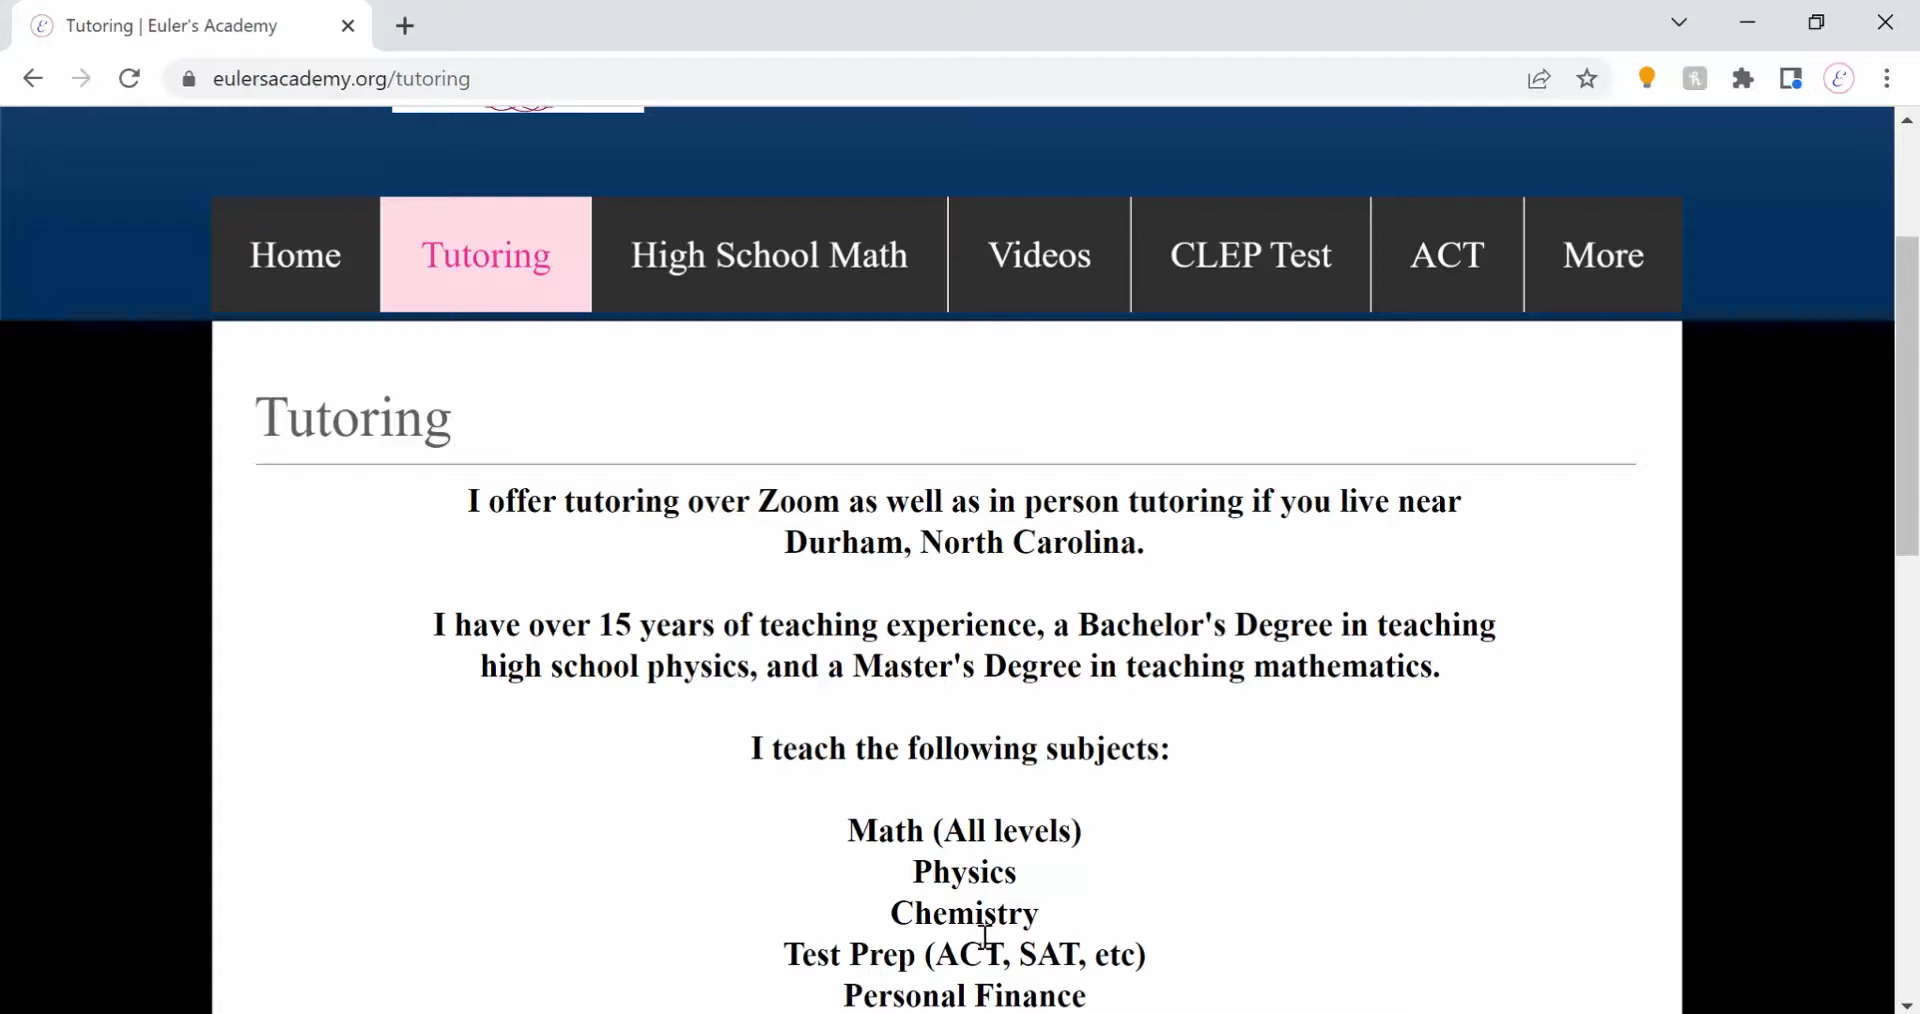 Tutoring | Euler's Academy
eulersacademy.org/tutoring
Home Tutoring High School Math Videos CLEP Test ACT More
Tutoring
I offer tutoring over Zoom as well as in person tutoring if you live near
Durham, North Carolina.
I have over 15 years of teaching experience, a Bachelor's Degree in teaching
high school physics, and a Master's Degree in teaching mathematics.
I teach the following subjects:
Math (All levels)
Physics
Chemistry
Test Prep (ACT, SAT, etc)
Personal Finance